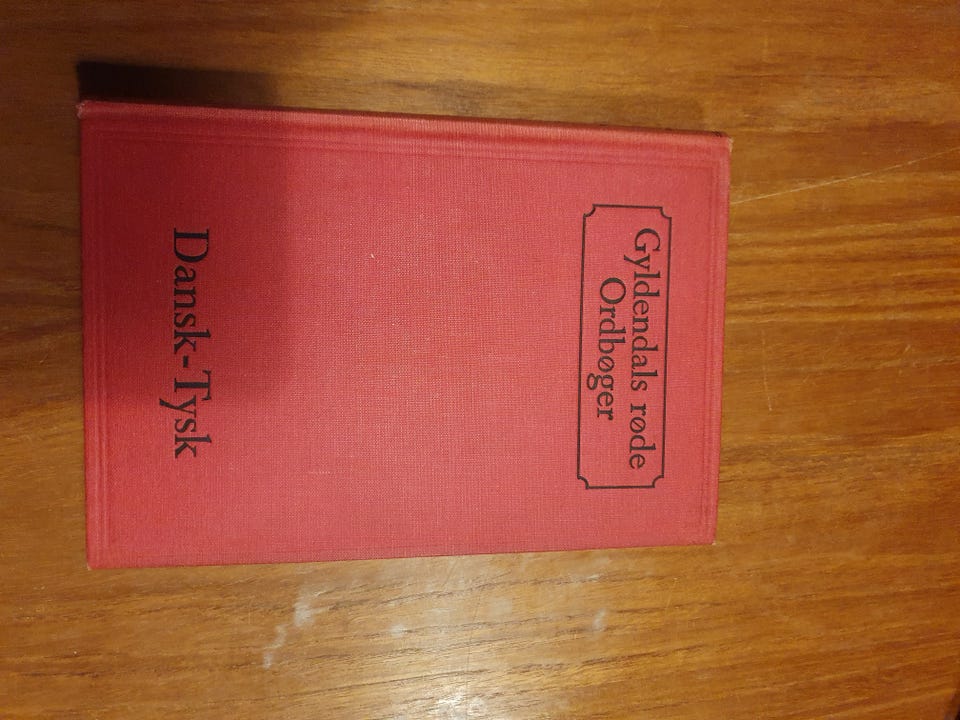 Gyldendals røde
Ordbøger
Dansk-Tysk